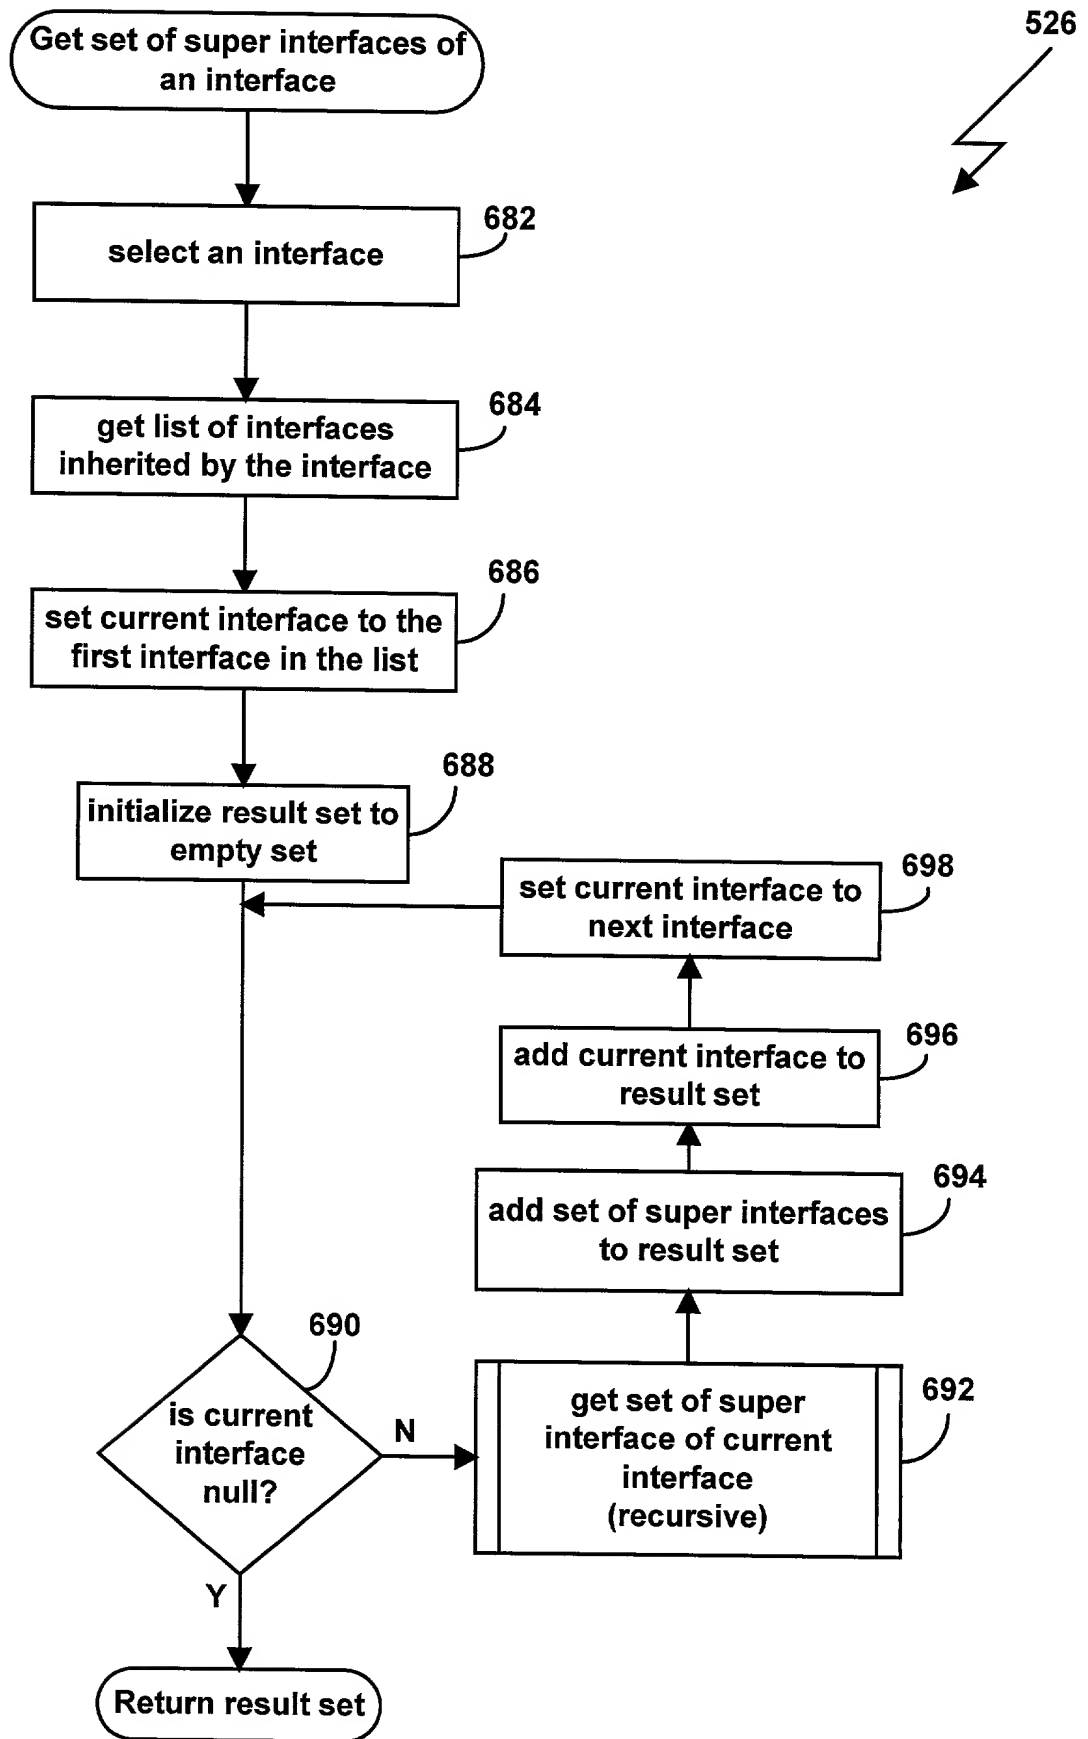 526
Get set of super interfaces of
an interface
682
select an interface
684
get list of interfaces
inherited by the interface
686
set current interface to the
first interface in the list
688
initialize result set to
empty set
698
set current interface to
next interface
696
add current interface to
result set
694
add set of super interfaces
to result set
690
is current
interface
null?
N
692
get set of super
interface of current
interface
(recursive)
Y
Return result set